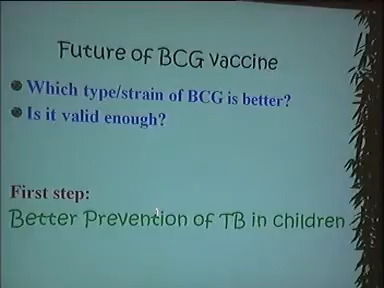 Future of BCG vaccine
Which type/strain of BCG is better?
Is it valid enough?
First step:
Better Prevention of TB in children